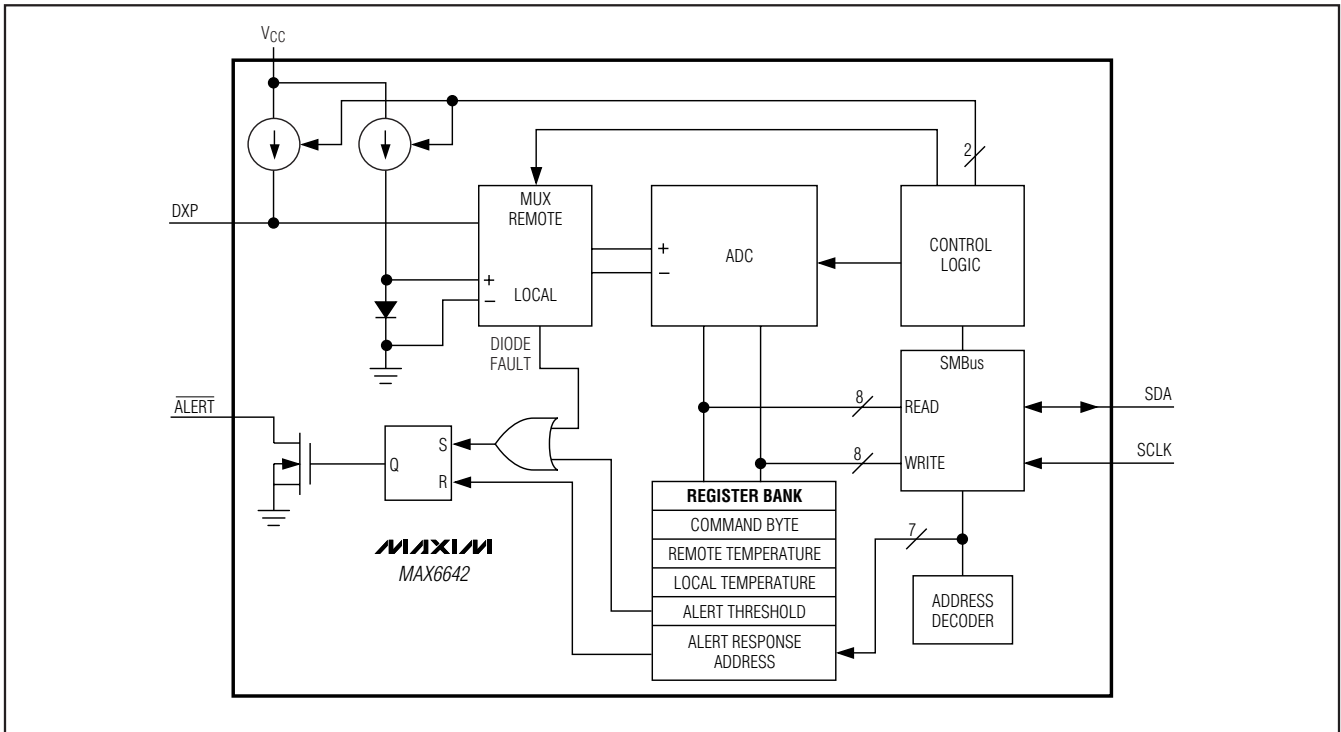 VCC
2
DXP
MUX
REMOTE
+
−
LOCAL
+
−
ADC
CONTROL
LOGIC
DIODE
FAULT
SMBus
READ
WRITE
8
8
SDA
SCLK
ALERT
S
Q
R
MAXIM
MAX6642
REGISTER BANK
COMMAND BYTE
REMOTE TEMPERATURE
LOCAL TEMPERATURE
ALERT THRESHOLD
ALERT RESPONSE
ADDRESS
7
ADDRESS
DECODER